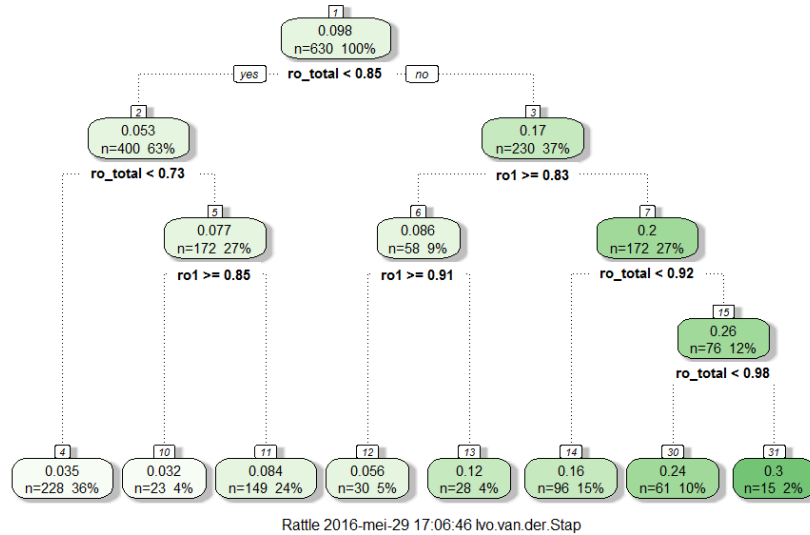 1
0.098
n=630 100%
yes ro_total < 0.85 no
2
0.053
n=400 63%
ro_total < 0.73
3
0.17
n=230 37%
ro1 >= 0.83
5
0.077
n=172 27%
ro1 >= 0.85
6
0.086
n=58 9%
ro1 >= 0.91
7
0.2
n=172 27%
ro_total < 0.92
15
0.26
n=76 12%
ro_total < 0.98
4
0.035
n=228 36%
10
0.032
n=23 4%
11
0.084
n=149 24%
12
0.056
n=30 5%
13
0.12
n=28 4%
14
0.16
n=96 15%
30
0.24
n=61 10%
31
0.3
n=15 2%
Rattle 2016-mei-29 17:06:46 Ivo.van.der.Stap